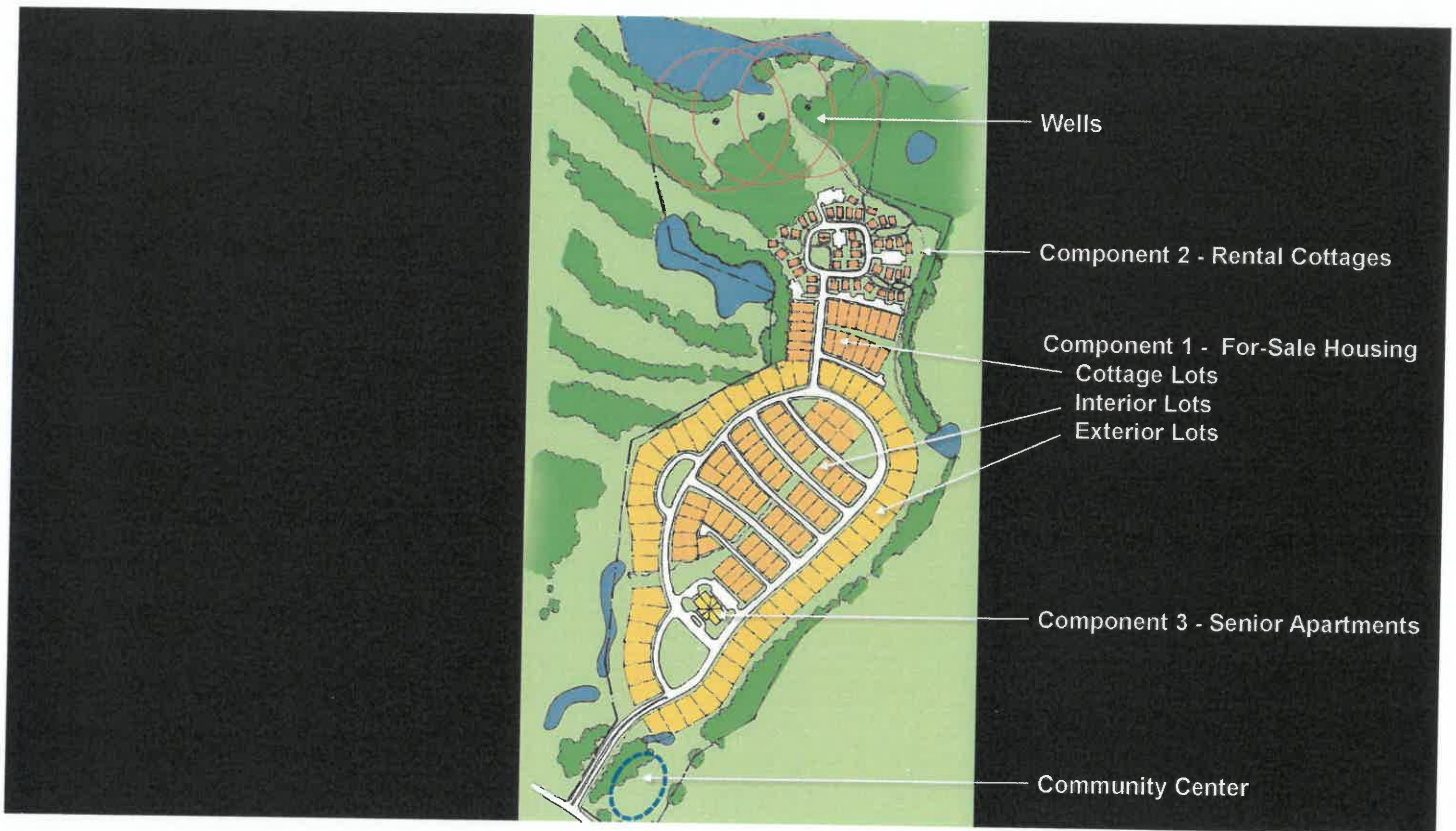 Wells
Component 2 - Rental Cottages
Component 1 - For-Sale Housing
Cottage Lots
Interior Lots
Exterior Lots
Component 3 - Senior Apartments
Community Center